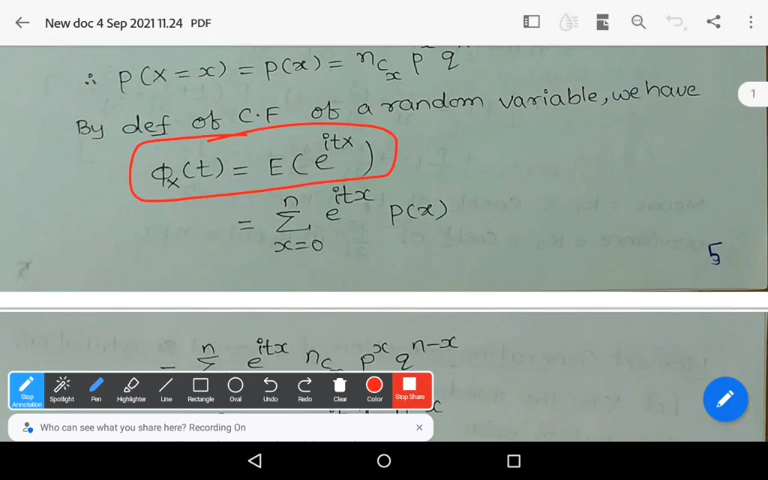 New doc 4 Sep 2021 11.24 PDF
∴ P(X = x) = p(x) = nCx p^x q
1
By def of C.F of a random variable, we have
Φx(t) = E(e^itx)
= Σ_{x=0}^{n} e^itx p(x)
5
= Σ^n e^itx nC p^x q^n-x
Stop Annotation Spotlight Pen Highlighter Line Rectangle Oval Undo Redo Clear Color Stop Share
Who can see what you share here? Recording On